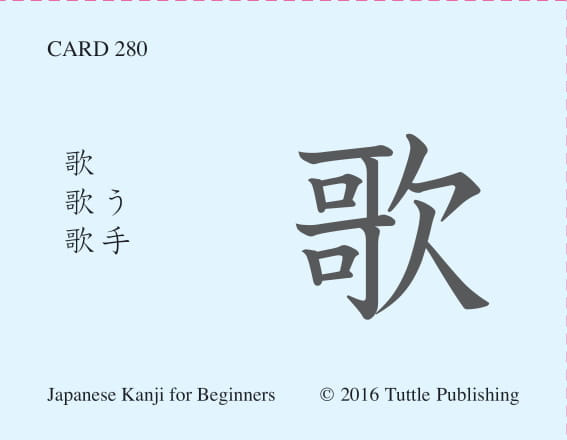 CARD 280
歌
歌う
歌手
歌
Japanese Kanji for Beginners © 2016 Tuttle Publishing